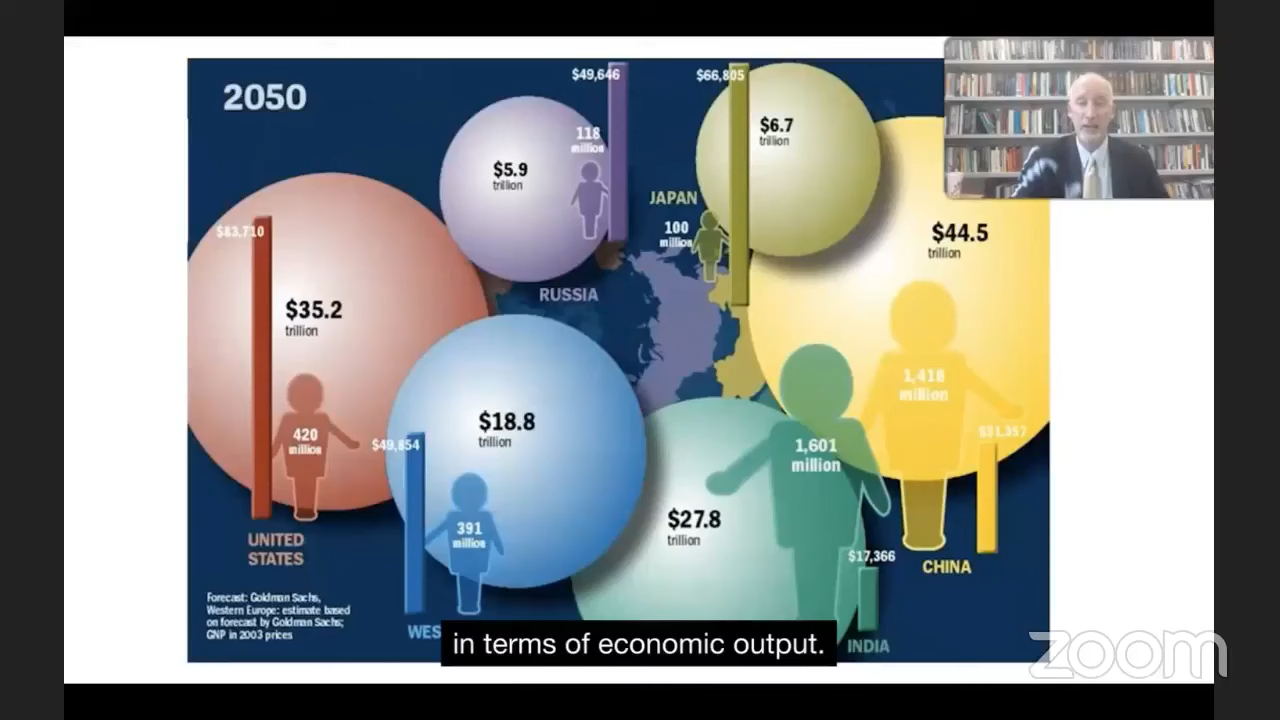 2050
$49,646
$66,805
118
million
$5.9
trillion
$6.7
trillion
JAPAN
100
million
$83,710
$44.5
trillion
$35.2
trillion
RUSSIA
1,418
million
$18.8
trillion
420
million
$49,854
1,601
million
$31,357
391
million
$27.8
trillion
UNITED
STATES
$17,366
CHINA
Forecast: Goldman Sachs,
Western Europe: estimate based
on forecast by Goldman Sachs;
GNP in 2003 prices
WES
in terms of economic output.
INDIA
zoom